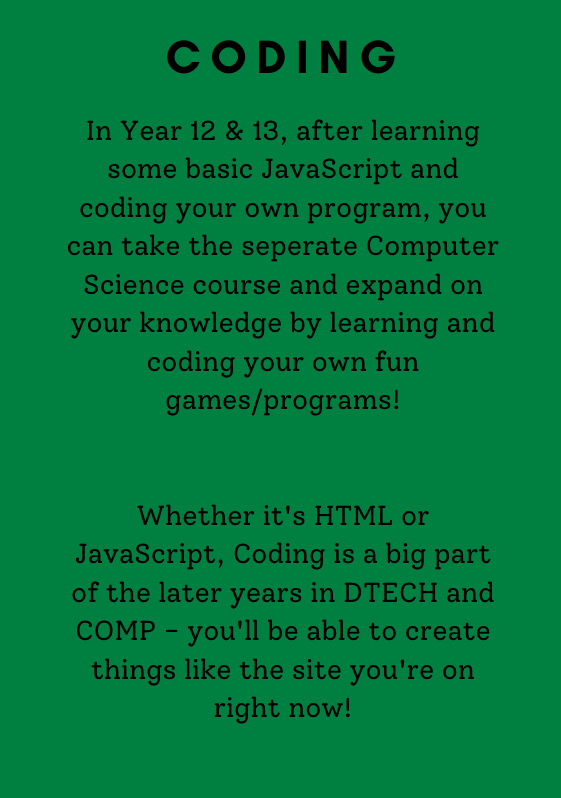 CODING
In Year 12 & 13, after learning
some basic JavaScript and
coding your own program, you
can take the seperate Computer
Science course and expand on
your knowledge by learning and
coding your own fun
games/programs!
Whether it's HTML or
JavaScript, Coding is a big part
of the later years in DTECH and
COMP - you'll be able to create
things like the site you're on
right now!